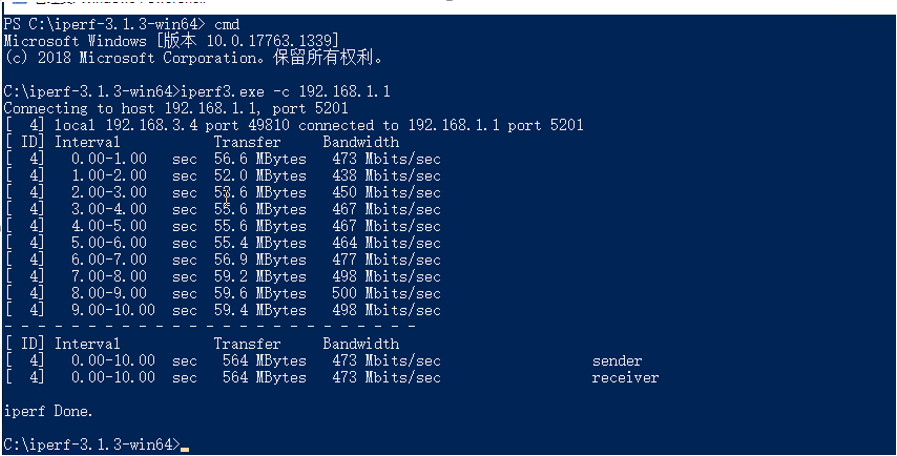 PS C:\iperf-3.1.3-win64> cmd
Microsoft Windows [版本 10.0.17763.1339]
(c) 2018 Microsoft Corporation。保留所有权利。
C:\iperf-3.1.3-win64>iperf3.exe -c 192.168.1.1
Connecting to host 192.168.1.1, port 5201
[  4] local 192.168.3.4 port 49810 connected to 192.168.1.1 port 5201
[ ID] Interval           Transfer     Bandwidth
[  4]   0.00-1.00   sec  56.6 MBytes   473 Mbits/sec
[  4]   1.00-2.00   sec  52.0 MBytes   438 Mbits/sec
[  4]   2.00-3.00   sec  53.6 MBytes   450 Mbits/sec
[  4]   3.00-4.00   sec  55.6 MBytes   467 Mbits/sec
[  4]   4.00-5.00   sec  55.6 MBytes   467 Mbits/sec
[  4]   5.00-6.00   sec  55.4 MBytes   464 Mbits/sec
[  4]   6.00-7.00   sec  56.9 MBytes   477 Mbits/sec
[  4]   7.00-8.00   sec  59.2 MBytes   498 Mbits/sec
[  4]   8.00-9.00   sec  59.6 MBytes   500 Mbits/sec
[  4]   9.00-10.00  sec  59.4 MBytes   498 Mbits/sec
- - - - - - - - - - - - - - - - - - - - - - - - -
[ ID] Interval           Transfer     Bandwidth
[  4]   0.00-10.00  sec   564 MBytes   473 Mbits/sec                  sender
[  4]   0.00-10.00  sec   564 MBytes   473 Mbits/sec                  receiver
iperf Done.
C:\iperf-3.1.3-win64>